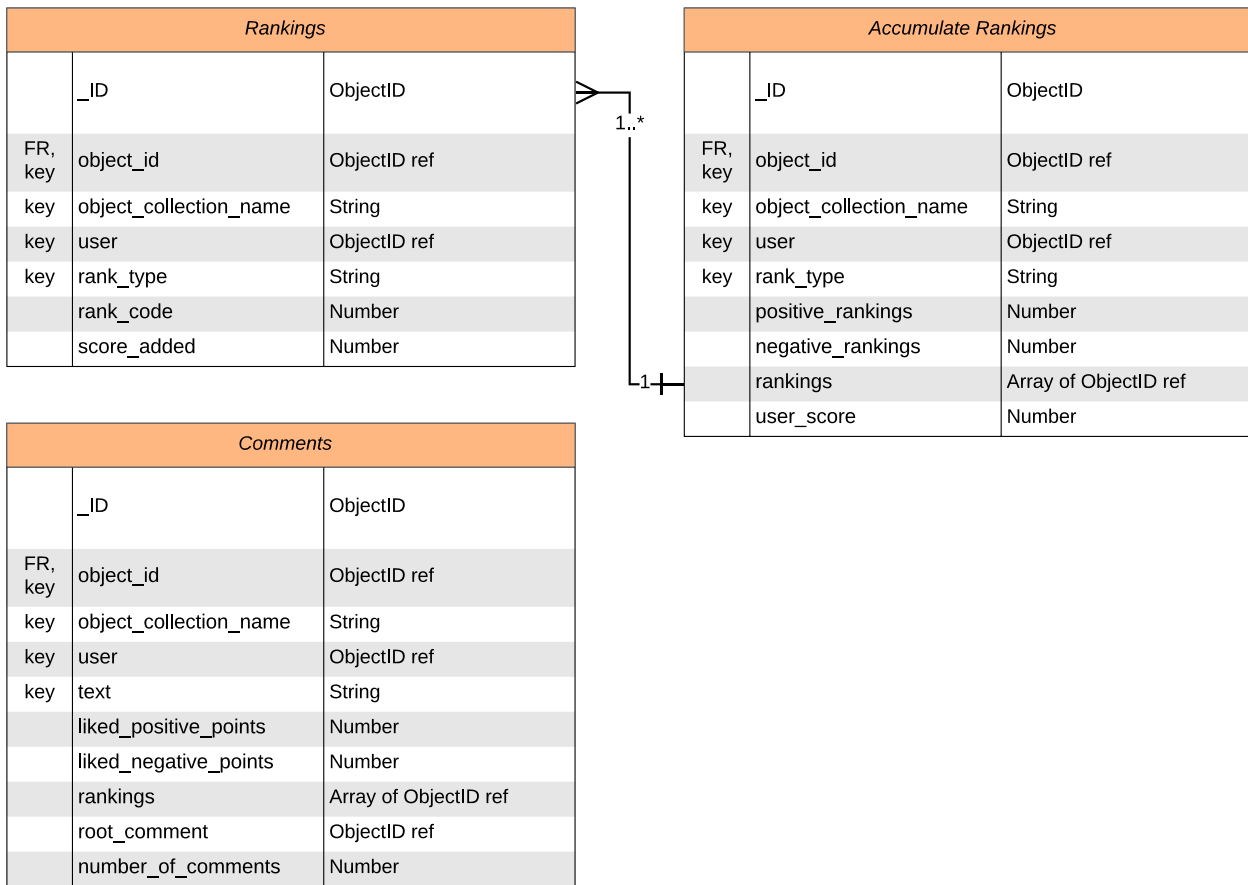 Rankings
_ID ObjectID
FR, key object_id ObjectID ref
key object_collection_name String
key user ObjectID ref
key rank_type String
rank_code Number
score_added Number
1..*
1
Accumulate Rankings
_ID ObjectID
FR, key object_id ObjectID ref
key object_collection_name String
key user ObjectID ref
key rank_type String
positive_rankings Number
negative_rankings Number
rankings Array of ObjectID ref
user_score Number
Comments
_ID ObjectID
FR, key object_id ObjectID ref
key object_collection_name String
key user ObjectID ref
key text String
liked_positive_points Number
liked_negative_points Number
rankings Array of ObjectID ref
root_comment ObjectID ref
number_of_comments Number